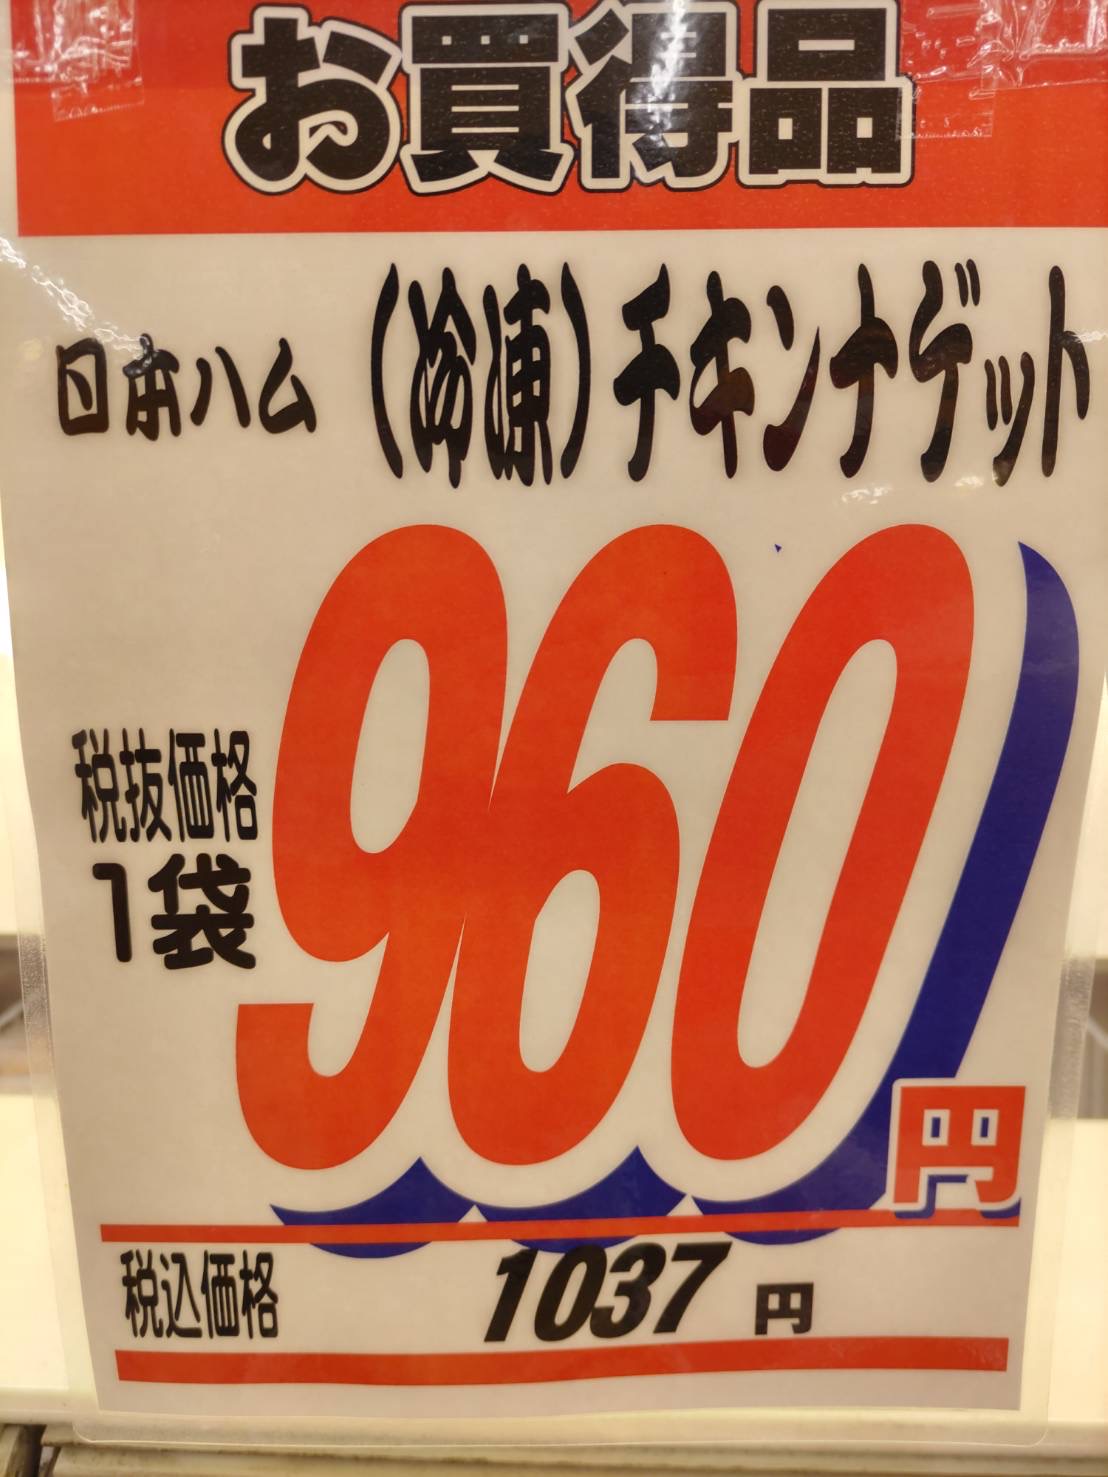 お買得品
日本ハム (冷凍)チキンナゲット
税抜価格
1袋
960円
税込価格 1037 円